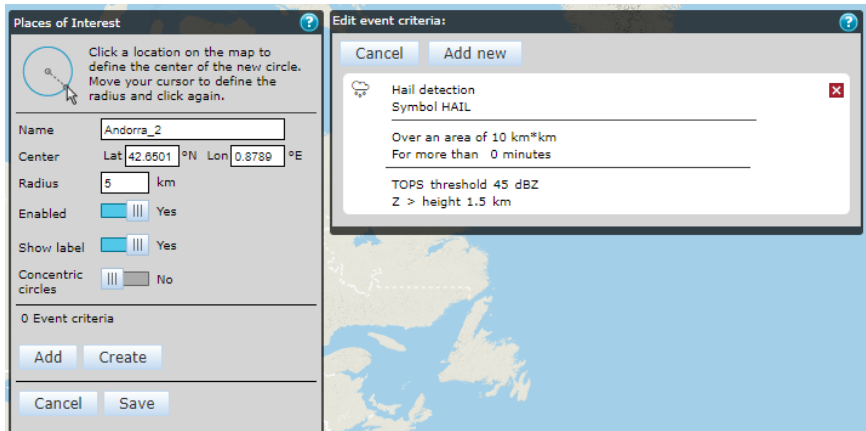 Places of Interest
?
Click a location on the map to
define the center of the new circle.
Move your cursor to define the
radius and click again.
Name Andorra_2
Center Lat 42.6501 °N Lon 0.8789 °E
Radius 5 km
Enabled Yes
Show label Yes
Concentric
circles No
0 Event criteria
Add Create
Cancel Save
Edit event criteria:
?
Cancel Add new
Hail detection
Symbol HAIL
Over an area of 10 km*km
For more than 0 minutes
TOPS threshold 45 dBZ
Z > height 1.5 km